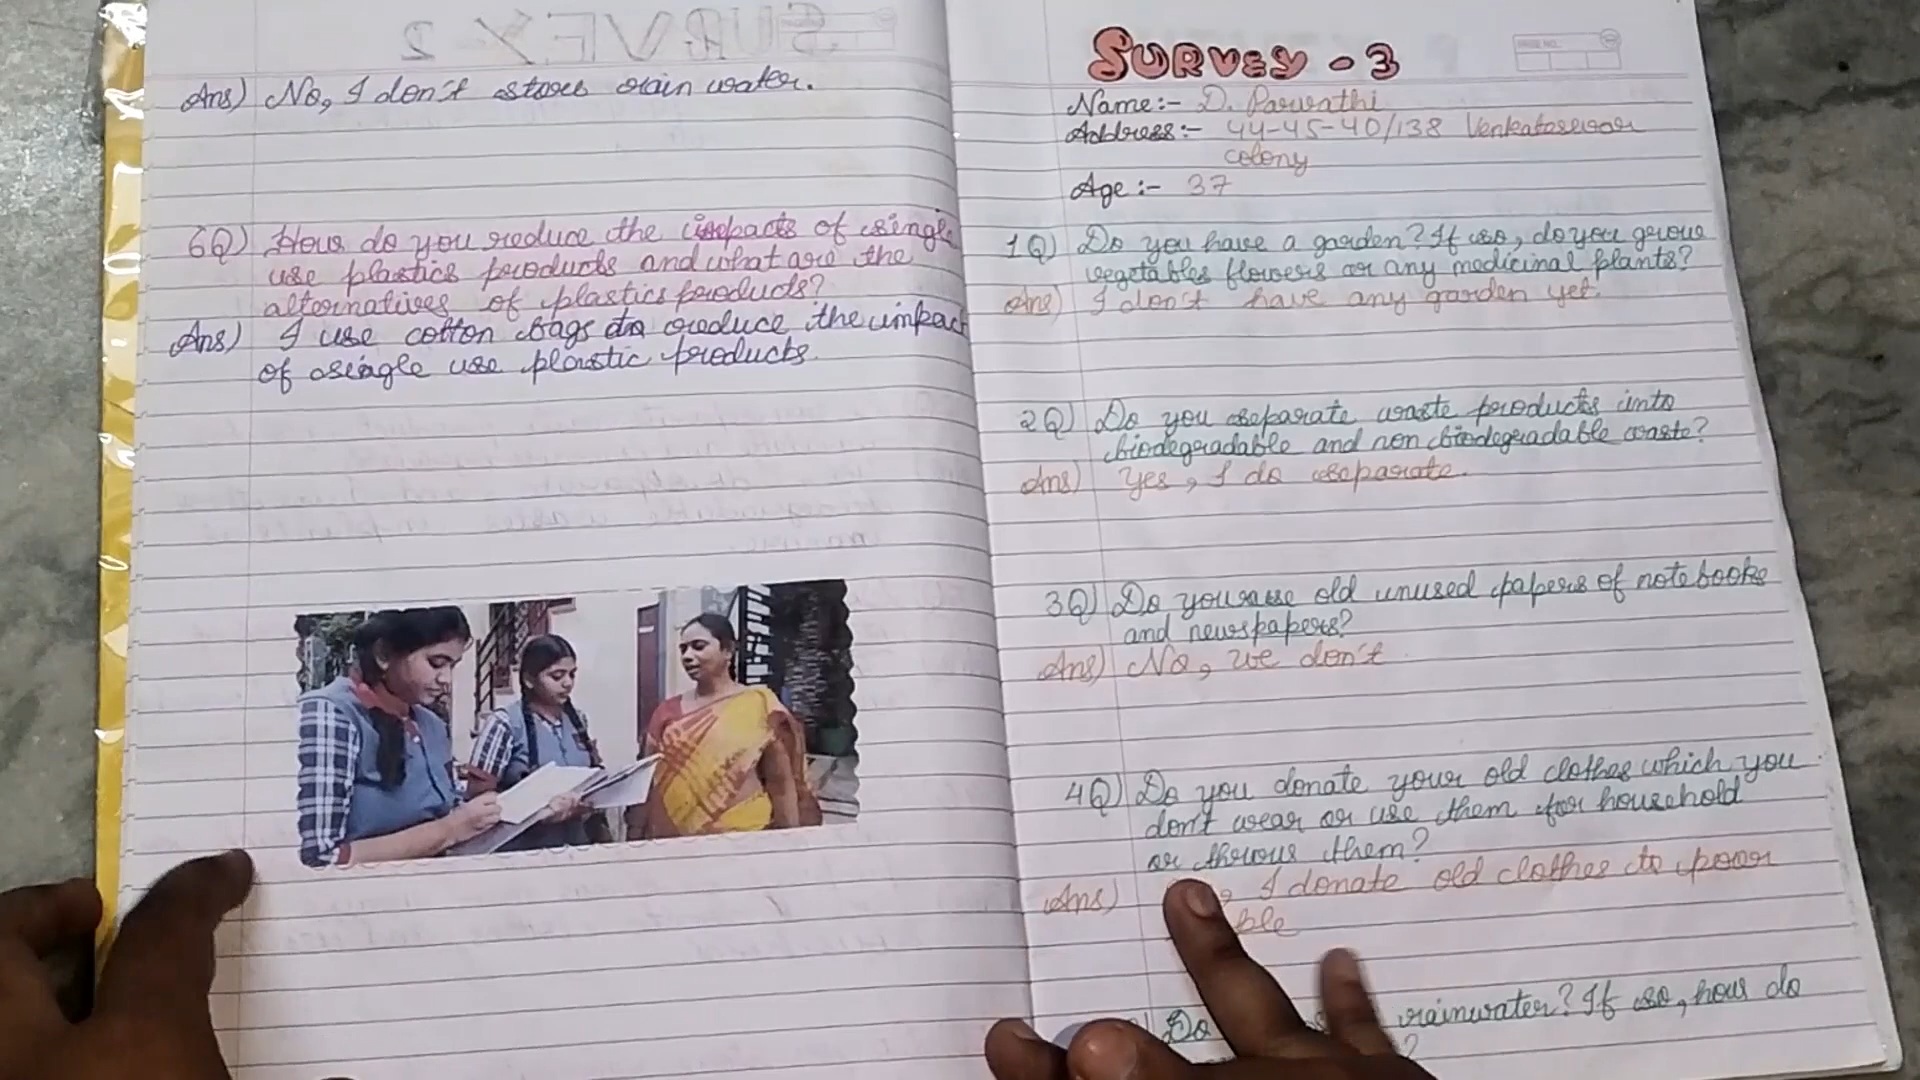 Ans) No, I don't store rain water.
6Q) How do you reduce the impacts of single
use plastics products and what are the
alternatives of plastics products?
Ans) I use cotton bags to reduce the impact
of single use plastic products.
SURVEY - 3
Name:- D. Parvathi
Address:- 44-45-40/138 Venkateswar
colony
Age:- 37
1Q) Do you have a garden? If so, do you grow
vegetables flowers or any medicinal plants?
Ans) I don't have any garden yet.
2Q) Do you separate waste products into
biodegradable and non biodegradable waste?
Ans) Yes, I do separate.
3Q) Do you use old unused papers of notebooks
and newspapers?
Ans) No, we don't.
4Q) Do you donate your old clothes which you
don't wear or use them for household
or throw them?
Ans) I donate old clothes to poor
Do rainwater? If so, how do
SURVEY 2